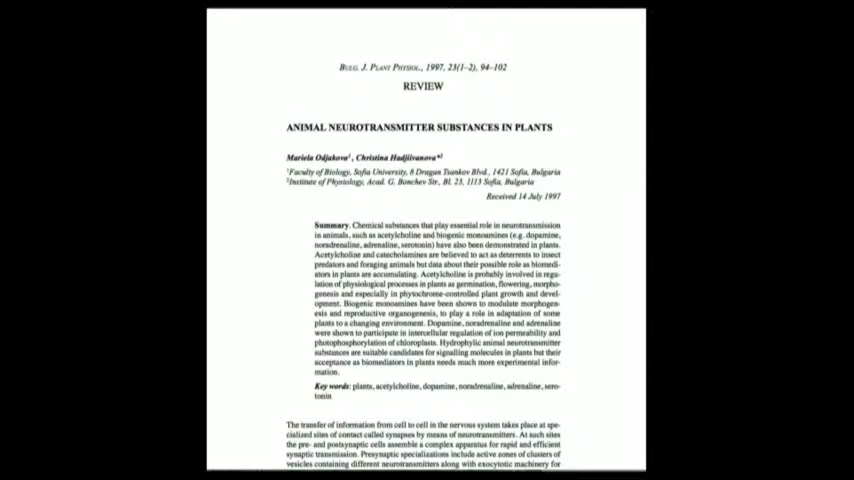 BULG. J. PLANT PHYSIOL., 1997, 23(1–2), 94–102
REVIEW
ANIMAL NEUROTRANSMITTER SUBSTANCES IN PLANTS
Mariela Odjakova¹, Christina Hadjiivanova*²
¹Faculty of Biology, Sofia University, 8 Dragan Tsankov Blvd., 1421 Sofia, Bulgaria
²Institute of Physiology, Acad. G. Bonchev Str., Bl. 23, 1113 Sofia, Bulgaria
Received 14 July 1997
Summary. Chemical substances that play essential role in neurotransmission
in animals, such as acetylcholine and biogenic monoamines (e.g. dopamine,
noradrenaline, adrenaline, serotonin) have also been demonstrated in plants.
Acetylcholine and catecholamines are believed to act as deterrents to insect
predators and foraging animals but data about their possible role as biomedi-
ators in plants are accumulating. Acetylcholine is probably involved in regu-
lation of physiological processes in plants as germination, flowering, morpho-
genesis and especially in phytochrome-controlled plant growth and devel-
opment. Biogenic monoamines have been shown to modulate morphogen-
esis and reproductive organogenesis, to play a role in adaptation of some
plants to a changing environment. Dopamine, noradrenaline and adrenaline
were shown to participate in intercellular regulation of ion permeability and
photophosphorylation of chloroplasts. Hydrophylic animal neurotransmitter
substances are suitable candidates for signalling molecules in plants but their
acceptance as biomediators in plants needs much more experimental infor-
mation.
Key words: plants, acetylcholine, dopamine, noradrenaline, adrenaline, sero-
tonin
The transfer of information from cell to cell in the nervous system takes place at spe-
cialized sites of contact called synapses by means of neurotransmitters. At such sites
the pre- and postsynaptic cells assemble a complex apparatus for rapid and efficient
synaptic transmission. Presynaptic specializations include active zones of clusters of
vesicles containing different neurotransmitters along with exocytotic machinery for